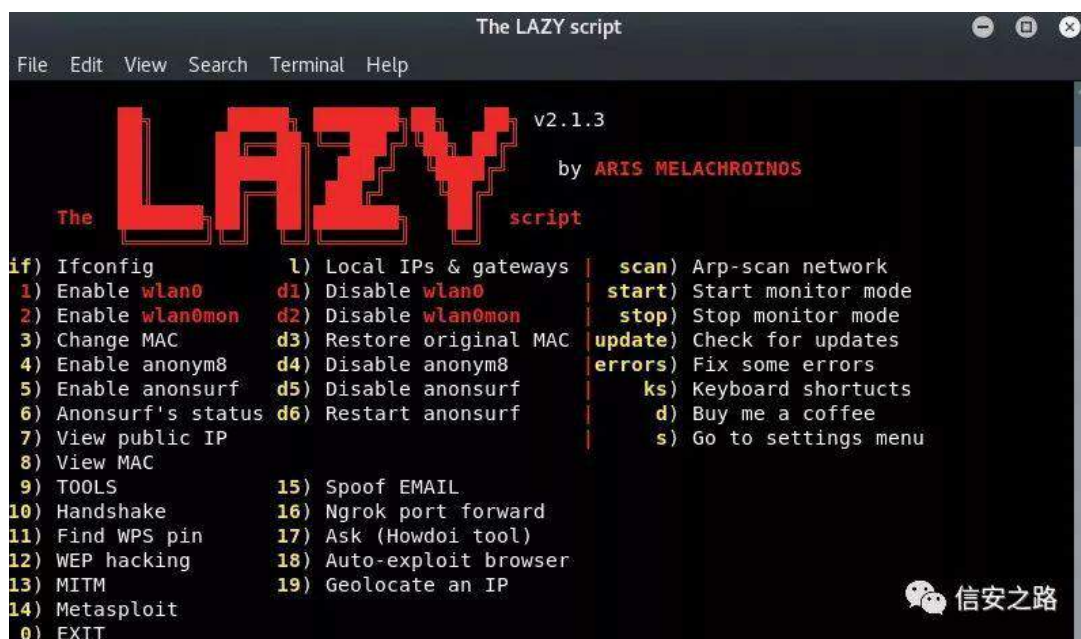 The LAZY script
File Edit View Search Terminal Help
LAZY v2.1.3
by ARIS MELACHROINOS
The script
if) Ifconfig l) Local IPs & gateways | scan) Arp-scan network
1) Enable wlan0 d1) Disable wlan0 | start) Start monitor mode
2) Enable wlan0mon d2) Disable wlan0mon | stop) Stop monitor mode
3) Change MAC d3) Restore original MAC |update) Check for updates
4) Enable anonym8 d4) Disable anonym8 |errors) Fix some errors
5) Enable anonsurf d5) Disable anonsurf | ks) Keyboard shortucts
6) Anonsurf's status d6) Restart anonsurf | d) Buy me a coffee
7) View public IP | s) Go to settings menu
8) View MAC
9) TOOLS 15) Spoof EMAIL
10) Handshake 16) Ngrok port forward
11) Find WPS pin 17) Ask (Howdoi tool)
12) WEP hacking 18) Auto-exploit browser
13) MITM 19) Geolocate an IP
14) Metasploit
0) EXIT
信安之路